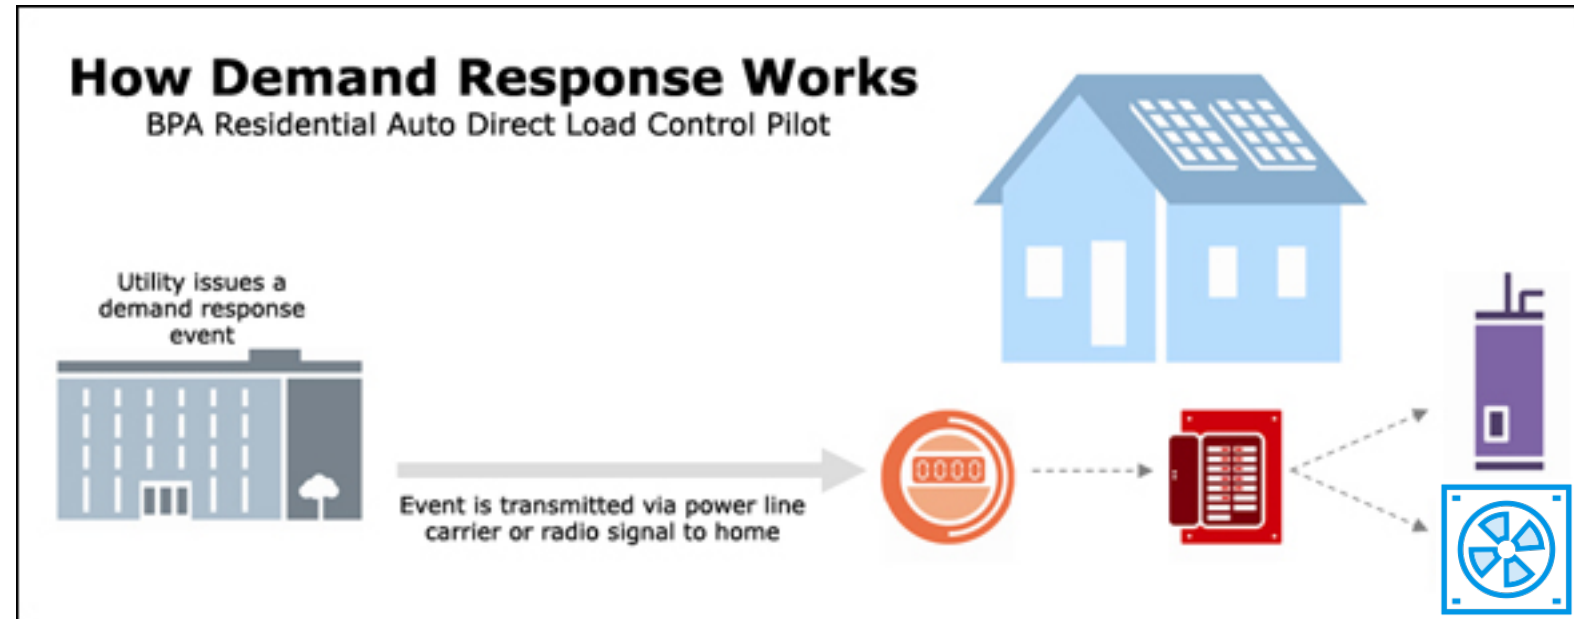 How Demand Response Works
BPA Residential Auto Direct Load Control Pilot
Utility issues a
demand response
event
Event is transmitted via power line
carrier or radio signal to home
0000